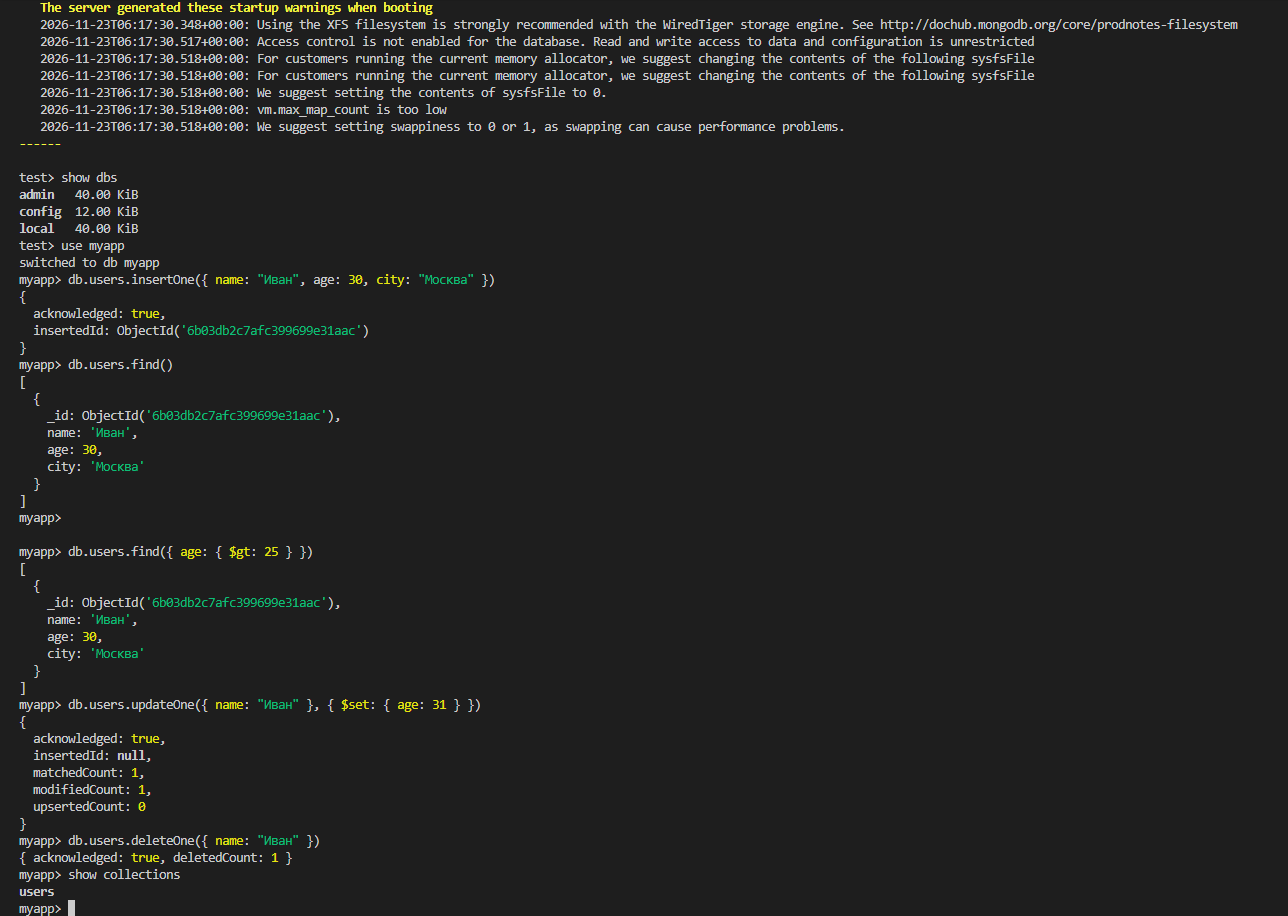 The server generated these startup warnings when booting
2026-11-23T06:17:30.348+00:00: Using the XFS filesystem is strongly recommended with the WiredTiger storage engine. See http://dochub.mongodb.org/core/prodnotes-filesystem
2026-11-23T06:17:30.517+00:00: Access control is not enabled for the database. Read and write access to data and configuration is unrestricted
2026-11-23T06:17:30.518+00:00: For customers running the current memory allocator, we suggest changing the contents of the following sysfsFile
2026-11-23T06:17:30.518+00:00: For customers running the current memory allocator, we suggest changing the contents of the following sysfsFile
2026-11-23T06:17:30.518+00:00: We suggest setting the contents of sysfsFile to 0.
2026-11-23T06:17:30.518+00:00: vm.max_map_count is too low
2026-11-23T06:17:30.518+00:00: We suggest setting swappiness to 0 or 1, as swapping can cause performance problems.
------
test> show dbs
admin   40.00 KiB
config  12.00 KiB
local   40.00 KiB
test> use myapp
switched to db myapp
myapp> db.users.insertOne({ name: "Иван", age: 30, city: "Москва" })
{
  acknowledged: true,
  insertedId: ObjectId('6b03db2c7afc399699e31aac')
}
myapp> db.users.find()
[
  {
    _id: ObjectId('6b03db2c7afc399699e31aac'),
    name: 'Иван',
    age: 30,
    city: 'Москва'
  }
]
myapp>
myapp> db.users.find({ age: { $gt: 25 } })
[
  {
    _id: ObjectId('6b03db2c7afc399699e31aac'),
    name: 'Иван',
    age: 30,
    city: 'Москва'
  }
]
myapp> db.users.updateOne({ name: "Иван" }, { $set: { age: 31 } })
{
  acknowledged: true,
  insertedId: null,
  matchedCount: 1,
  modifiedCount: 1,
  upsertedCount: 0
}
myapp> db.users.deleteOne({ name: "Иван" })
{ acknowledged: true, deletedCount: 1 }
myapp> show collections
users
myapp>